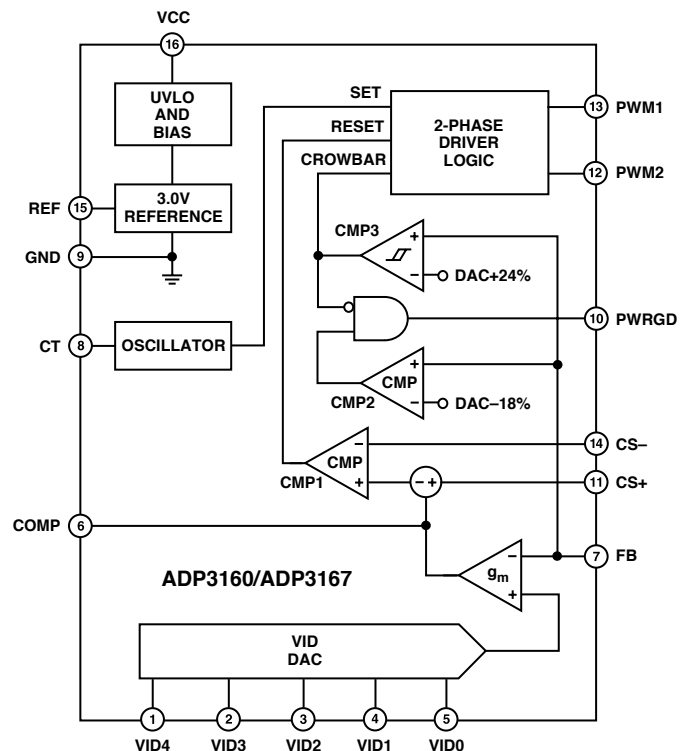 VCC
16
UVLO
AND
BIAS
SET
RESET
CROWBAR
2-PHASE
DRIVER
LOGIC
13 PWM1
12 PWM2
REF 15
3.0V
REFERENCE
GND 9
CMP3
+
– DAC+24%
CT 8
OSCILLATOR
10 PWRGD
CMP
+
– DAC–18%
CMP2
14 CS–
–
CMP
+
CMP1
– +
11 CS+
COMP 6
7 FB
–
gm
+
ADP3160/ADP3167
VID
DAC
1 2 3 4 5
VID4 VID3 VID2 VID1 VID0